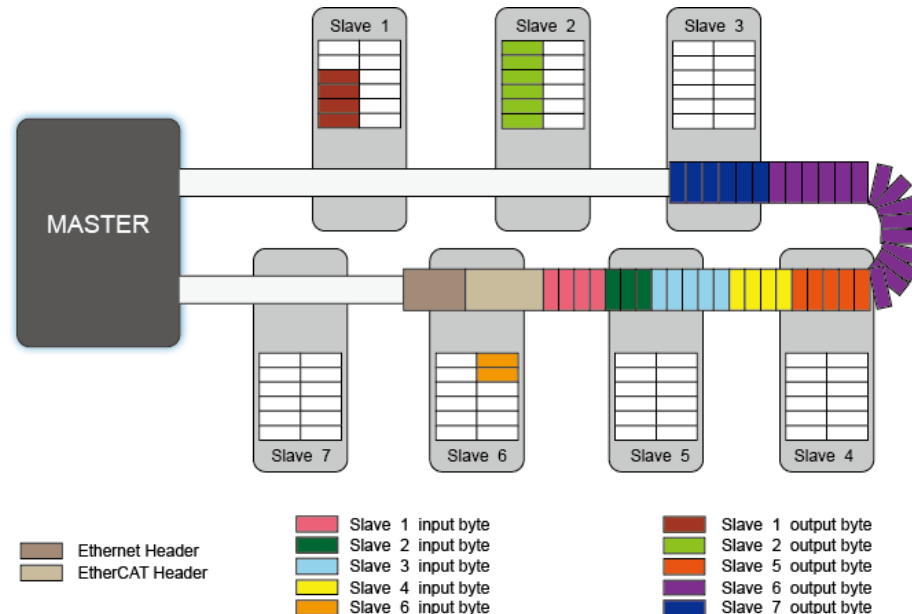 Slave 1
Slave 2
Slave 3
MASTER
Slave 7
Slave 6
Slave 5
Slave 4
Ethernet Header
EtherCAT Header
Slave 1 input byte
Slave 2 input byte
Slave 3 input byte
Slave 4 input byte
Slave 6 input byte
Slave 1 output byte
Slave 2 output byte
Slave 5 output byte
Slave 6 output byte
Slave 7 output byte